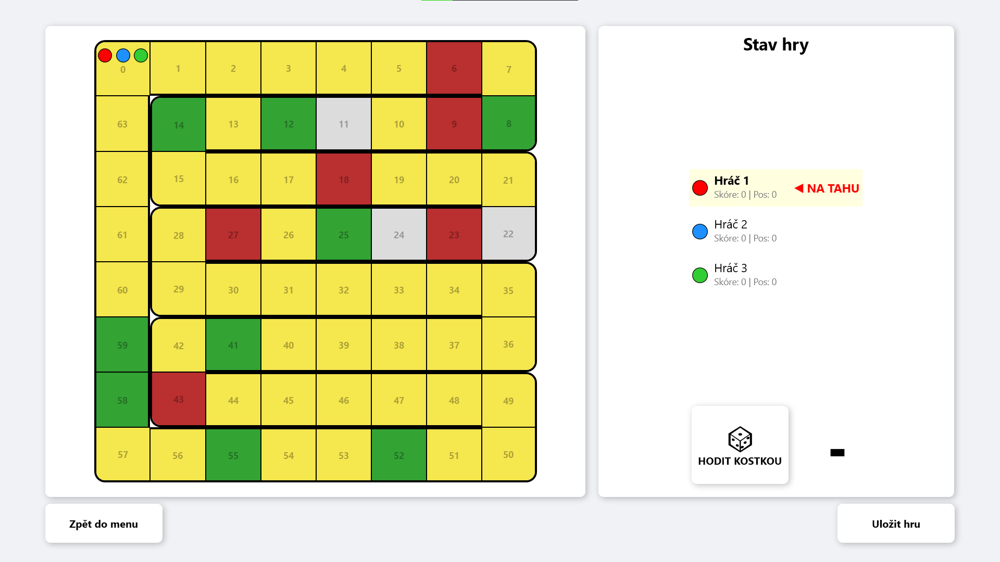 Stav hry
0 1 2 3 4 5 6 7
63 14 13 12 11 10 9 8
62 15 16 17 18 19 20 21
61 28 27 26 25 24 23 22
60 29 30 31 32 33 34 35
59 42 41 40 39 38 37 36
58 43 44 45 46 47 48 49
57 56 55 54 53 52 51 50
Hráč 1
Skóre: 0 | Pos: 0
◀ NA TAHU
Hráč 2
Skóre: 0 | Pos: 0
Hráč 3
Skóre: 0 | Pos: 0
HODIT KOSTKOU
-
Zpět do menu
Uložit hru